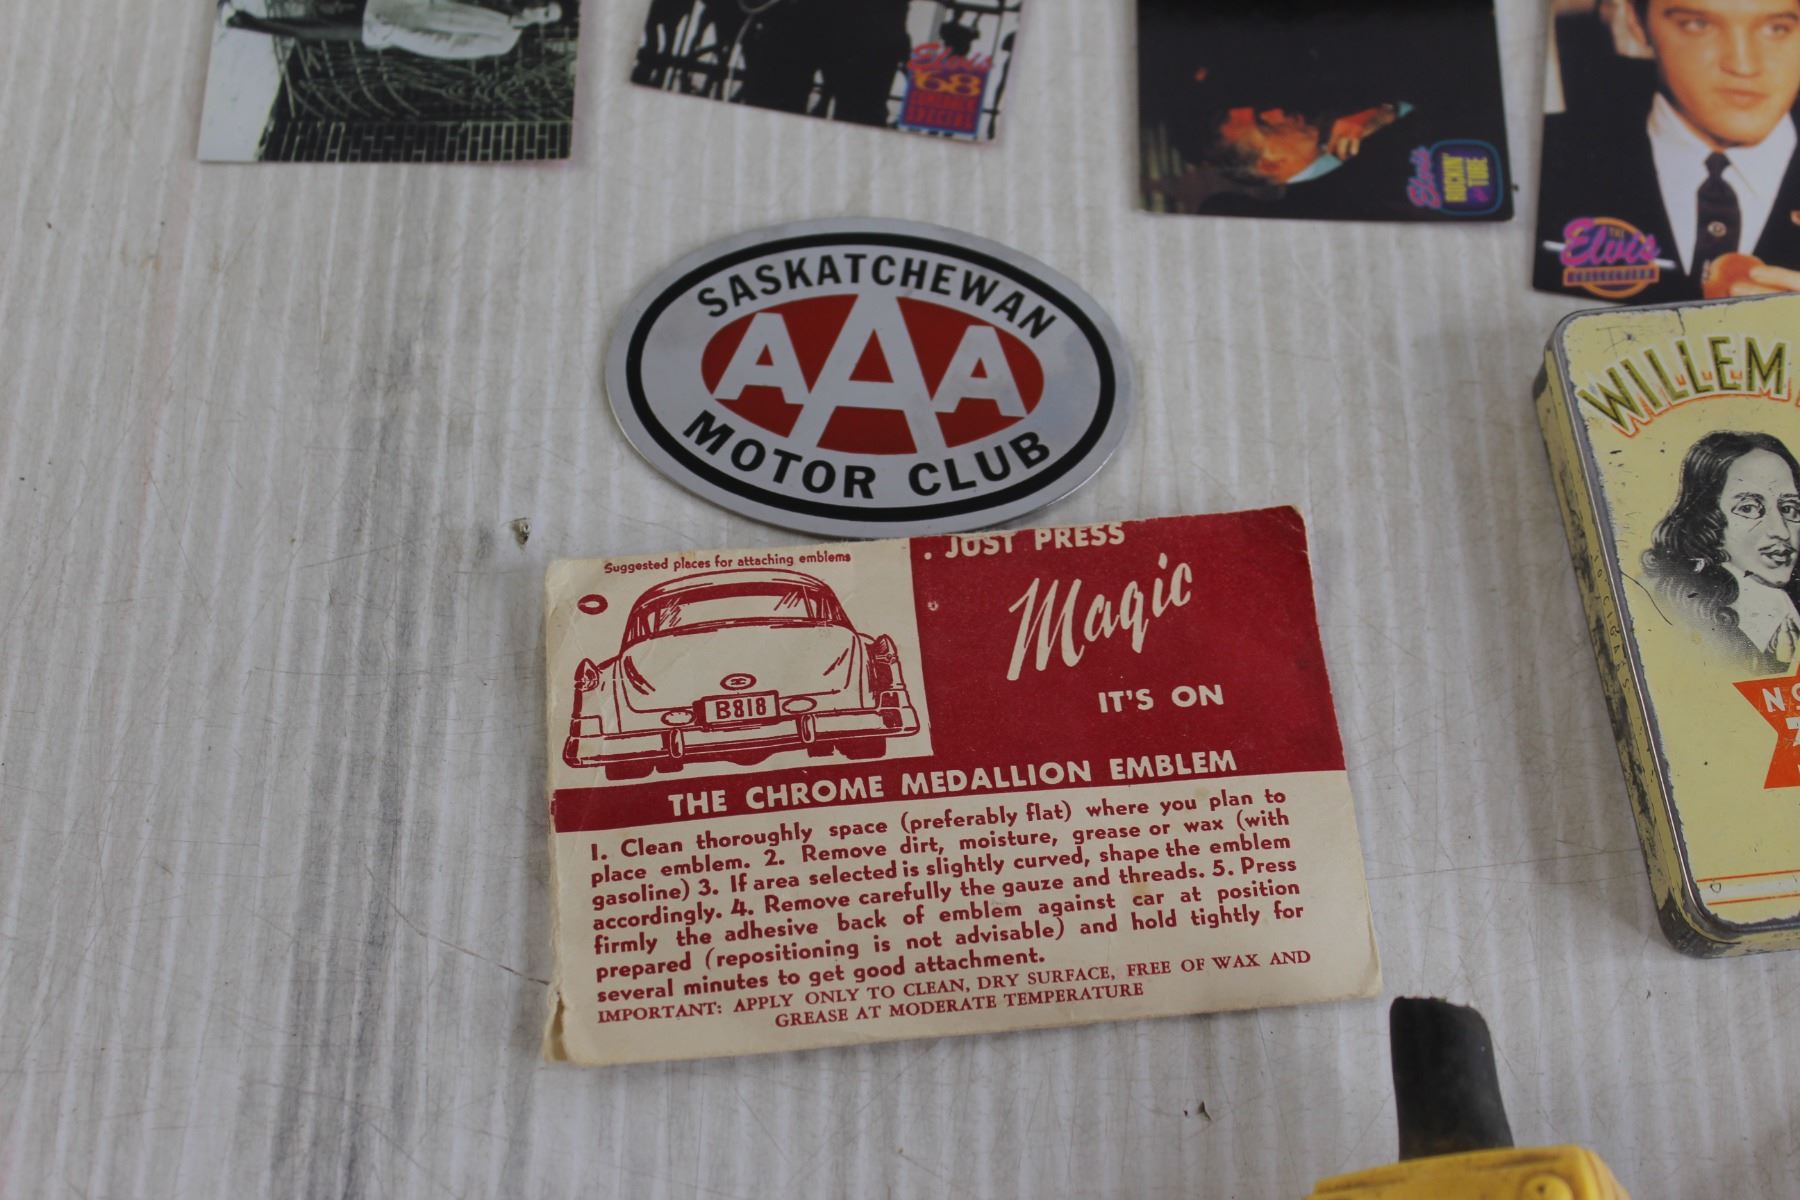 Elvis
'68
COMEBACK
SPECIAL
Elvis
ROCKIN'
TUBE
THE
Elvis
SASKATCHEWAN
AAA
MOTOR CLUB
WILLEM
Suggested places for attaching emblems
B818
. JUST PRESS
Magic
IT'S ON
THE CHROME MEDALLION EMBLEM
1. Clean thoroughly space (preferably flat) where you plan to
place emblem. 2. Remove dirt, moisture, grease or wax (with
gasoline) 3. If area selected is slightly curved, shape the emblem
accordingly. 4. Remove carefully the gauze and threads. 5. Press
firmly the adhesive back of emblem against car at position
prepared (repositioning is not advisable) and hold tightly for
several minutes to get good attachment.
IMPORTANT: APPLY ONLY TO CLEAN, DRY SURFACE, FREE OF WAX AND
GREASE AT MODERATE TEMPERATURE